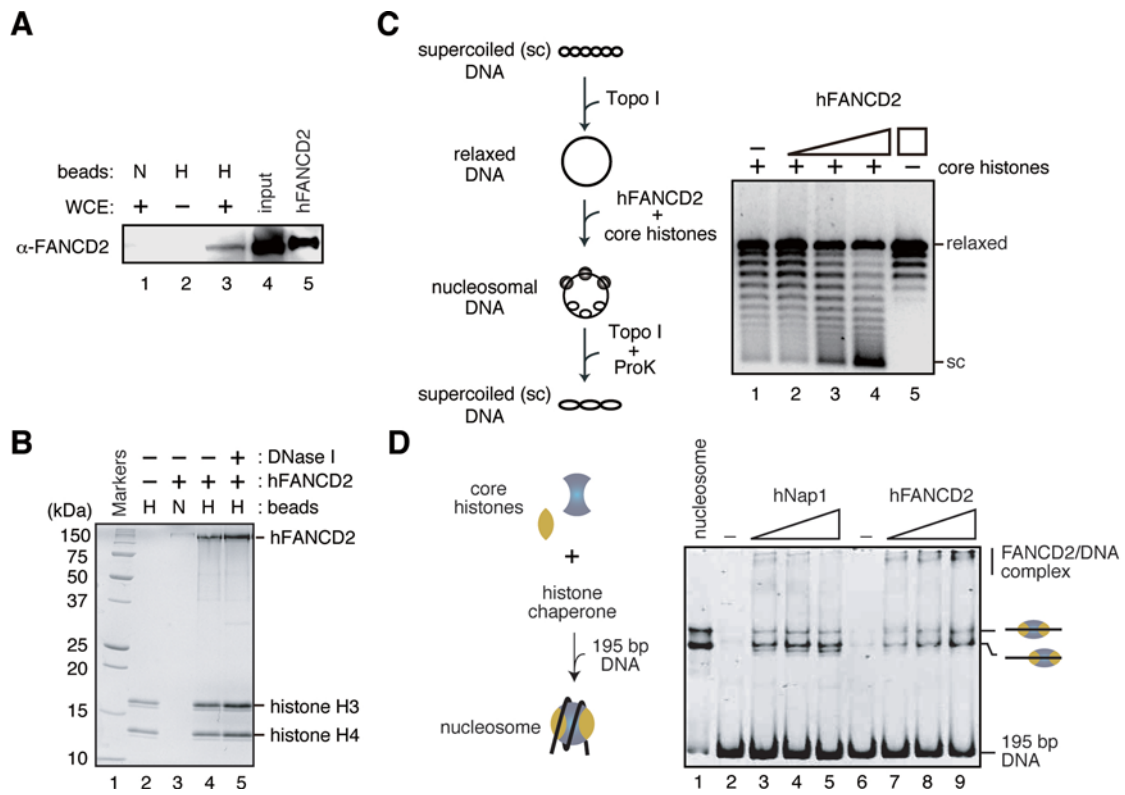 A
beads: N H H input hFANCD2
WCE: + − +
α-FANCD2
1 2 3 4 5
B
Markers
− − − + : DNase I
− + + + : hFANCD2
(kDa) H N H H : beads
150
75
50
37
25
20
15
10
hFANCD2
histone H3
histone H4
1 2 3 4 5
C
supercoiled (sc)
DNA
Topo I
relaxed
DNA
hFANCD2
+
core histones
nucleosomal
DNA
Topo I
+
ProK
supercoiled (sc)
DNA
hFANCD2
−
+ + + + − core histones
relaxed
sc
1 2 3 4 5
D
core
histones
+
histone
chaperone
195 bp
DNA
nucleosome
nucleosome
hNap1 hFANCD2
− −
FANCD2/DNA
complex
195 bp
DNA
1 2 3 4 5 6 7 8 9